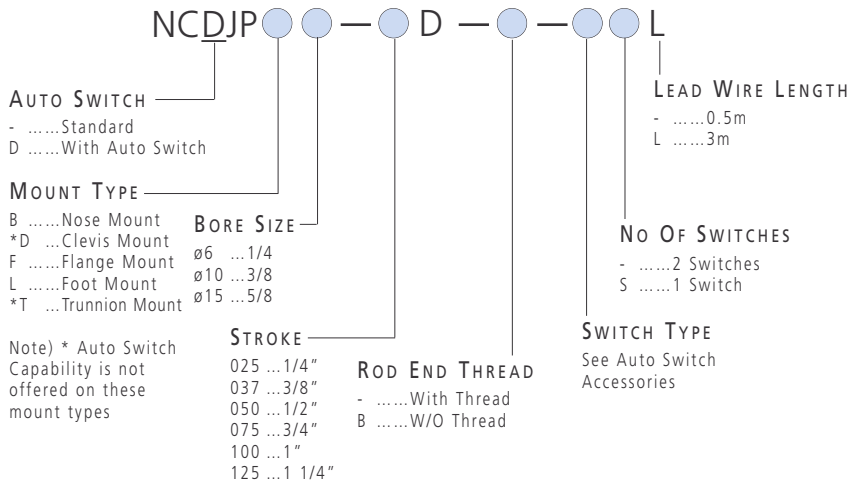 NCDJP — D — — L
AUTO SWITCH
- ......Standard
D ......With Auto Switch
MOUNT TYPE
B ......Nose Mount
*D ...Clevis Mount
F ......Flange Mount
L ......Foot Mount
*T ...Trunnion Mount
Note) * Auto Switch
Capability is not
offered on these
mount types
BORE SIZE
ø6 ...1/4
ø10 ...3/8
ø15 ...5/8
STROKE
025 ...1/4"
037 ...3/8"
050 ...1/2"
075 ...3/4"
100 ...1"
125 ...1 1/4"
ROD END THREAD
- ......With Thread
B ......W/O Thread
SWITCH TYPE
See Auto Switch
Accessories
NO OF SWITCHES
- ......2 Switches
S ......1 Switch
LEAD WIRE LENGTH
- ......0.5m
L ......3m